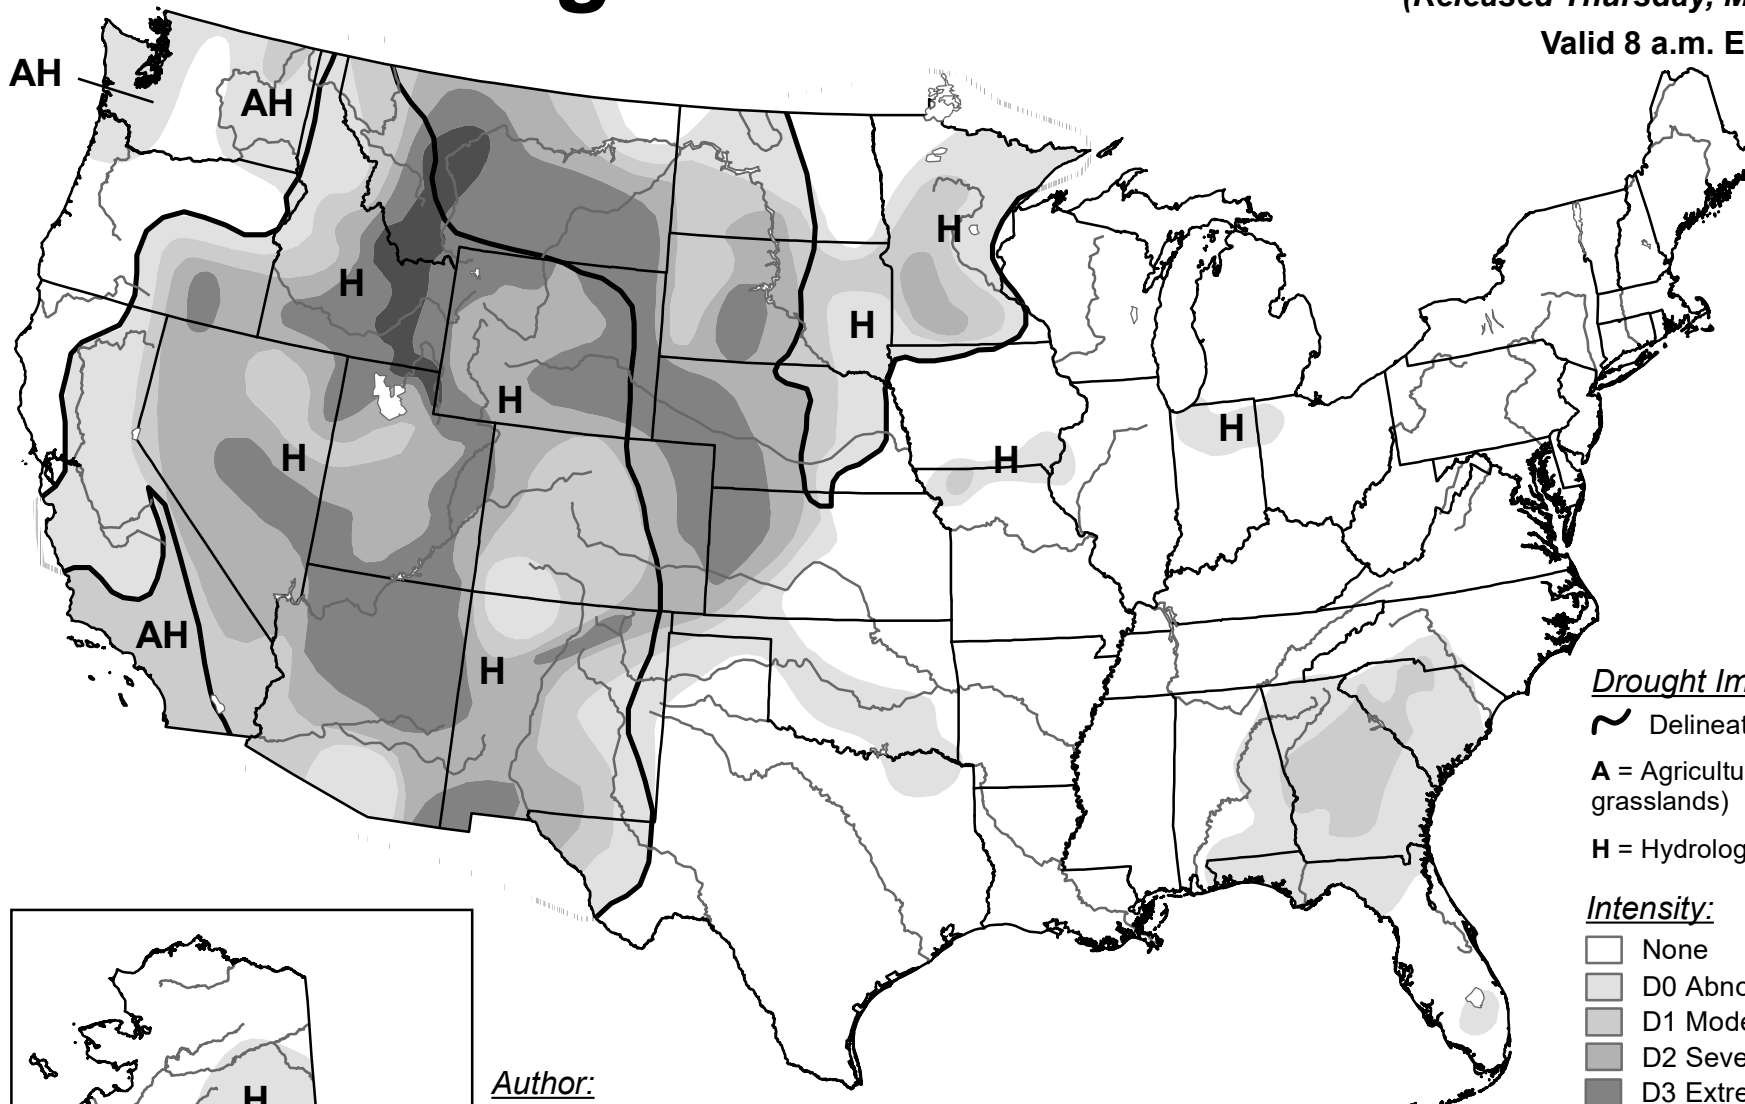 (Released Thursday, M
Valid 8 a.m. E
AH
AH
H
H
H
H
H
H
H
H
AH
H
Drought Im
Delineat
A = Agricultu
grasslands)
H = Hydrolog
Intensity:
None
D0 Abno
D1 Mode
D2 Seve
D3 Extre
H
Author: